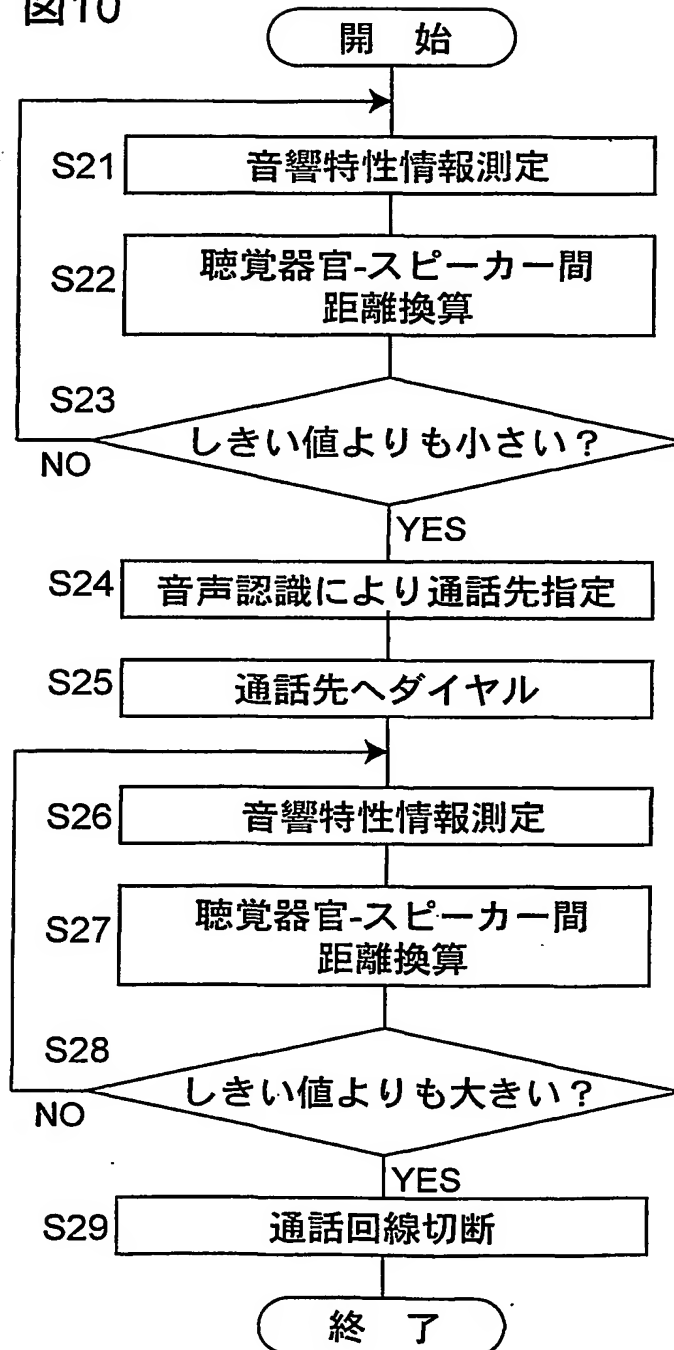 図10
開 始
S21
音響特性情報測定
S22
聴覚器官-スピーカー間
距離換算
S23
しきい値よりも小さい？
NO
YES
S24
音声認識により通話先指定
S25
通話先へダイヤル
S26
音響特性情報測定
S27
聴覚器官-スピーカー間
距離換算
S28
しきい値よりも大きい？
NO
YES
S29
通話回線切断
終 了